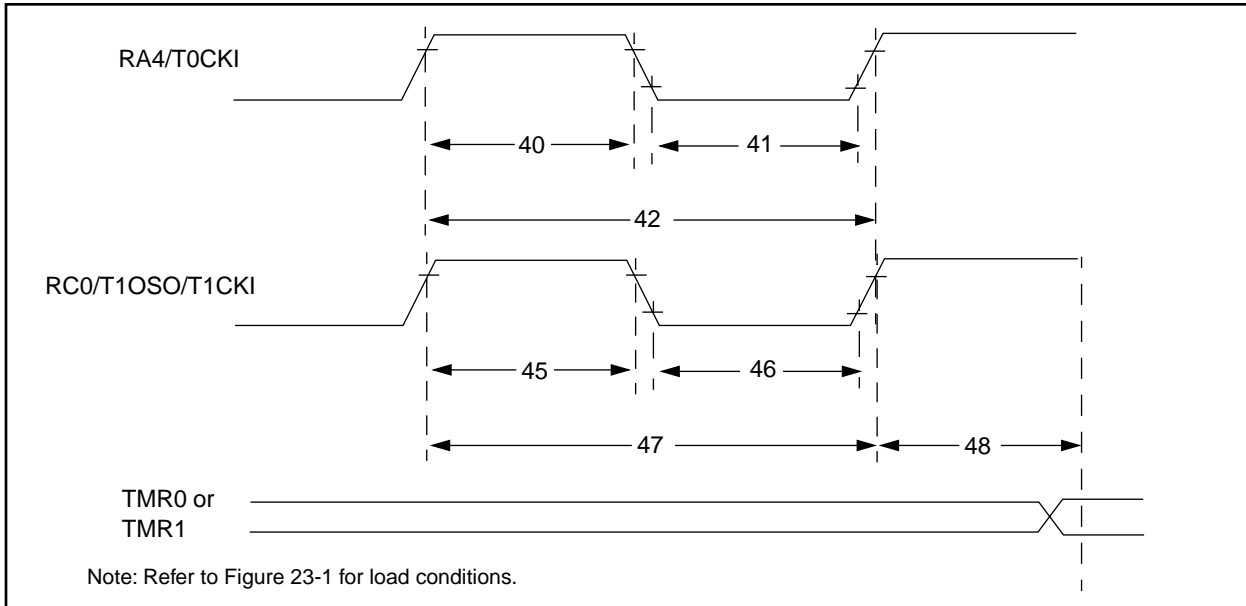 RA4/T0CKI
40
41
42
RC0/T1OSO/T1CKI
45
46
47
48
TMR0 or
TMR1
Note: Refer to Figure 23-1 for load conditions.